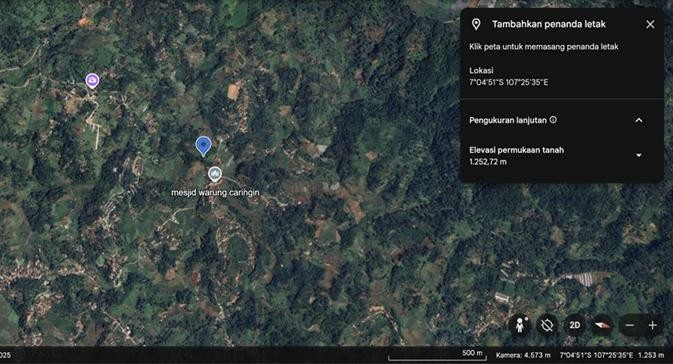 Tambahkan penanda letak
Klik peta untuk memasang penanda letak
Lokasi
7°04'51"S 107°25'35"E
Pengukuran lanjutan
Elevasi permukaan tanah
1.252,72 m
mesjid warung caringin
2D
025
500 m
Kamera: 4.573 m
7°04'51"S 107°25'35"E
1.253 m